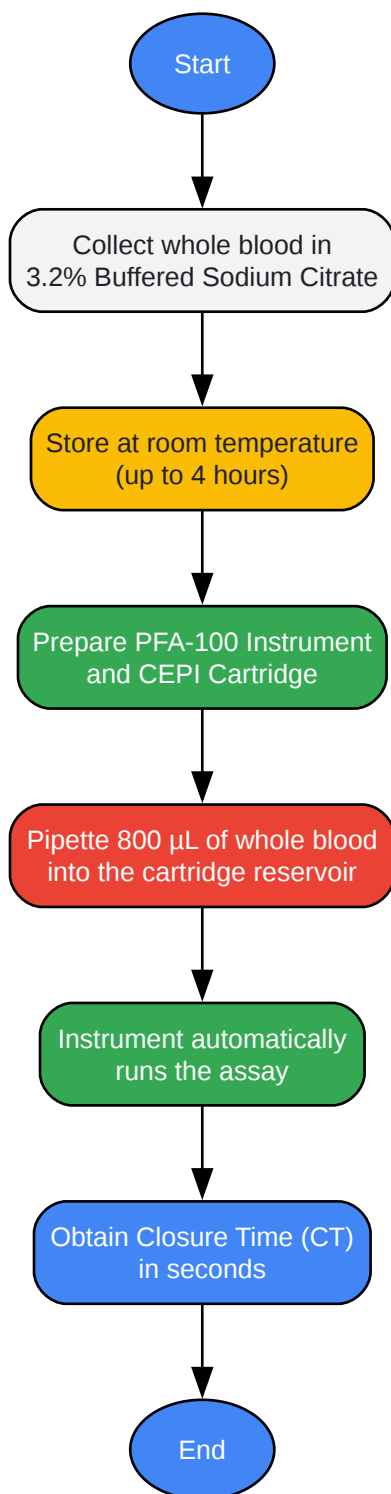 Start
Collect whole blood in
3.2% Buffered Sodium Citrate
Store at room temperature
(up to 4 hours)
Prepare PFA-100 Instrument
and CEPI Cartridge
Pipette 800 µL of whole blood
into the cartridge reservoir
Instrument automatically
runs the assay
Obtain Closure Time (CT)
in seconds
End